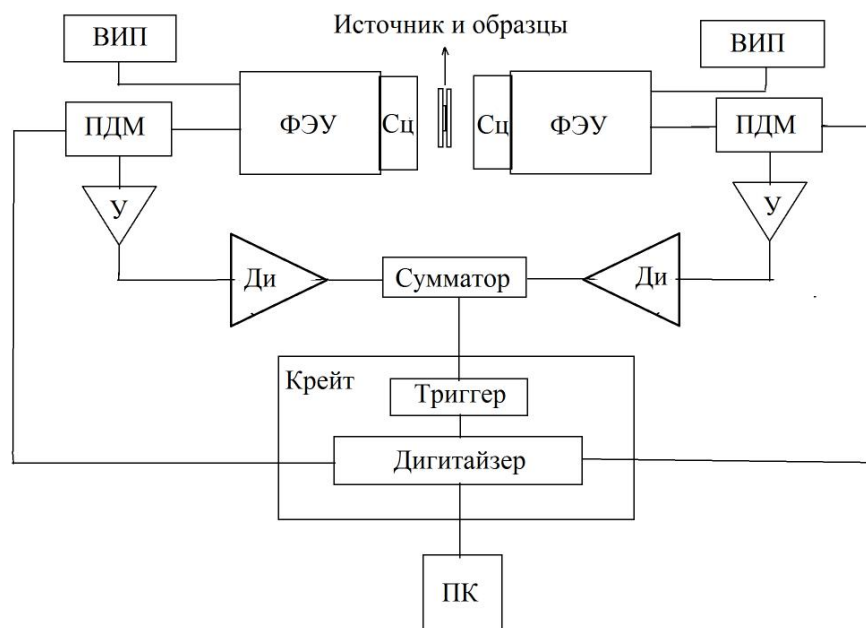 Источник и образцы
ВИП
ВИП
ПДМ
ФЭУ
Сц
Сц
ФЭУ
ПДМ
У
У
Ди
Сумматор
Ди
Крейт
Триггер
Дигитайзер
ПК